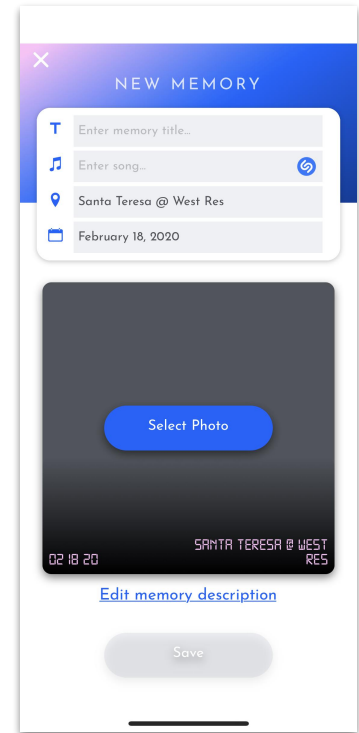 NEW MEMORY
Enter memory title...
Enter song...
Santa Teresa @ West Res
February 18, 2020
Select Photo
SANTA TERESA @ WEST
RES
02 18 20
Edit memory description
Save